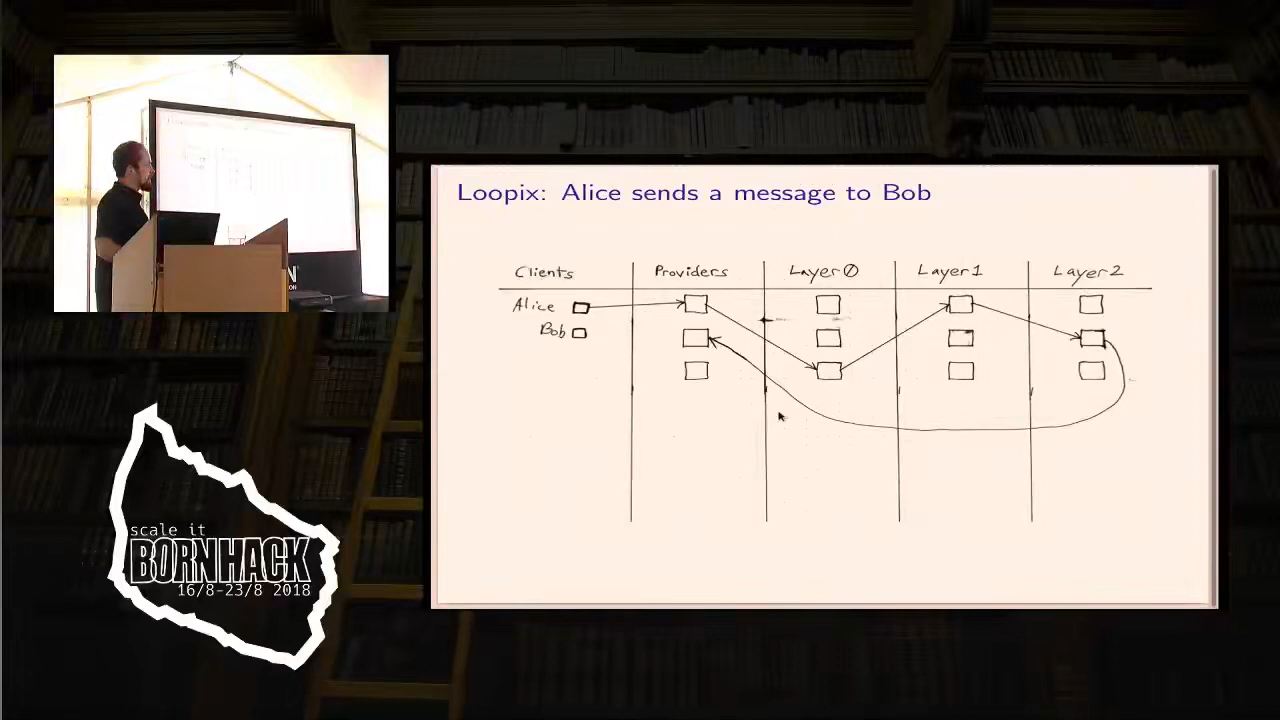 Loopix: Alice sends a message to Bob
Clients Providers Layer 0 Layer 1 Layer 2
Alice
Bob
scale it
BORNHACK
16/8-23/8 2018